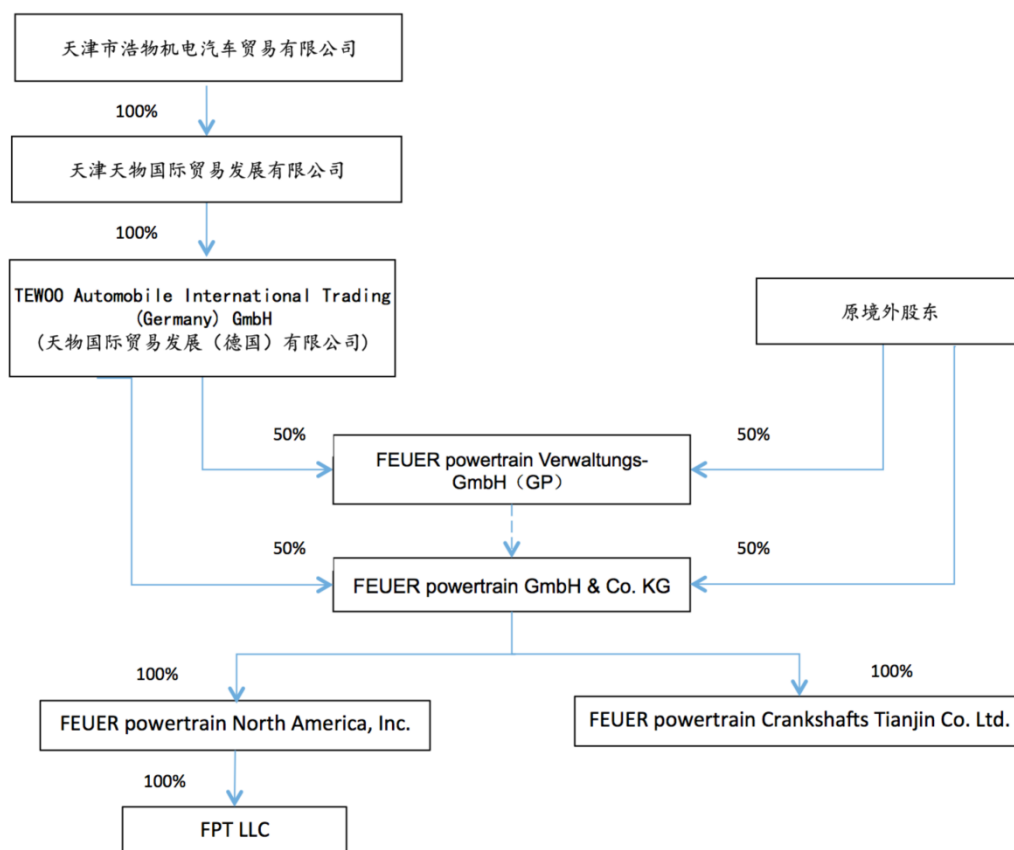 天津市浩物机电汽车贸易有限公司
100%
天津天物国际贸易发展有限公司
100%
TEWOO Automobile International Trading
(Germany) GmbH
(天物国际贸易发展（德国）有限公司)
原境外股东
50%
50%
FEUER powertrain Verwaltungs-
GmbH（GP）
50%
50%
FEUER powertrain GmbH & Co. KG
100%
100%
FEUER powertrain North America, Inc.
FEUER powertrain Crankshafts Tianjin Co. Ltd.
100%
FPT LLC